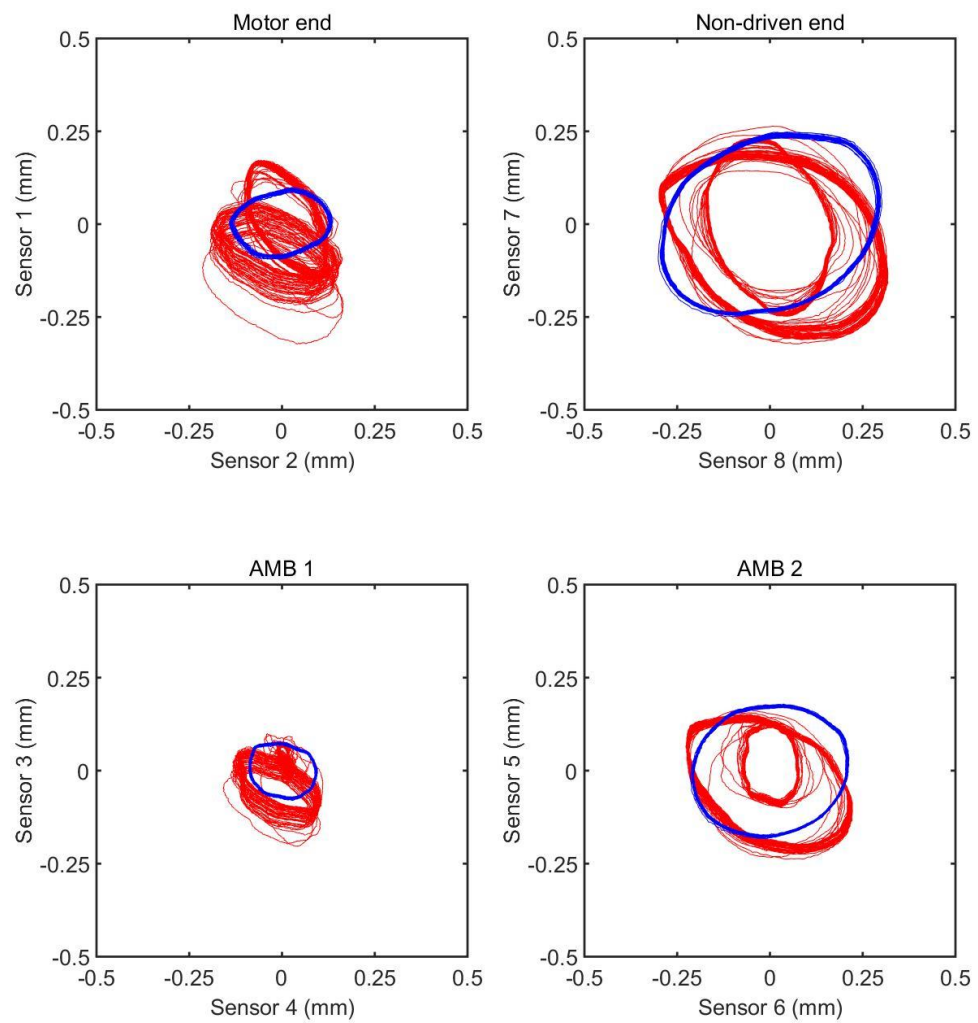 Motor end
0.5
0.25
0
-0.25
-0.5
-0.5 -0.25 0 0.25 0.5
Sensor 1 (mm)
Sensor 2 (mm)
Non-driven end
0.5
0.25
0
-0.25
-0.5
-0.5 -0.25 0 0.25 0.5
Sensor 7 (mm)
Sensor 8 (mm)
AMB 1
0.5
0.25
0
-0.25
-0.5
-0.5 -0.25 0 0.25 0.5
Sensor 3 (mm)
Sensor 4 (mm)
AMB 2
0.5
0.25
0
-0.25
-0.5
-0.5 -0.25 0 0.25 0.5
Sensor 5 (mm)
Sensor 6 (mm)